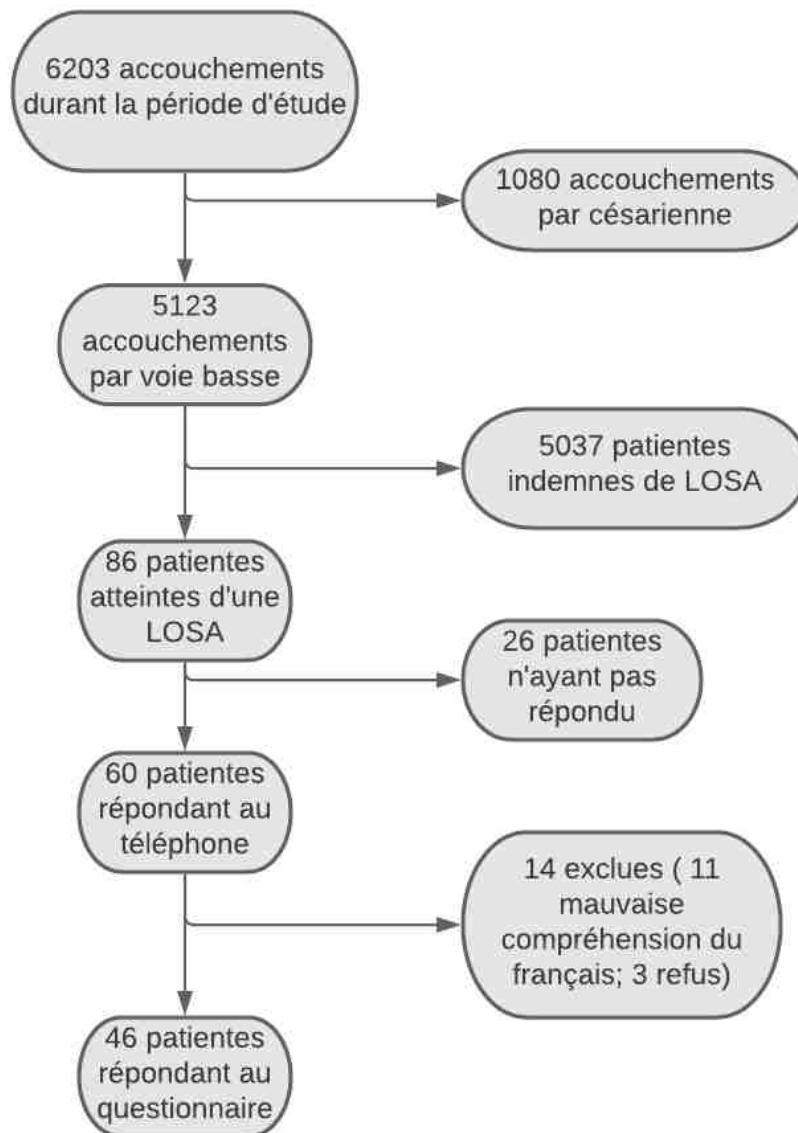 6203 accouchements
durant la période d'étude
1080 accouchements
par césarienne
5123
accouchements
par voie basse
5037 patientes
indemnes de LOSA
86 patientes
atteintes d'une
LOSA
26 patientes
n'ayant pas
répondu
60 patientes
répondant au
téléphone
14 exclues ( 11
mauvaise
compréhension du
français; 3 refus)
46 patientes
répondant au
questionnaire